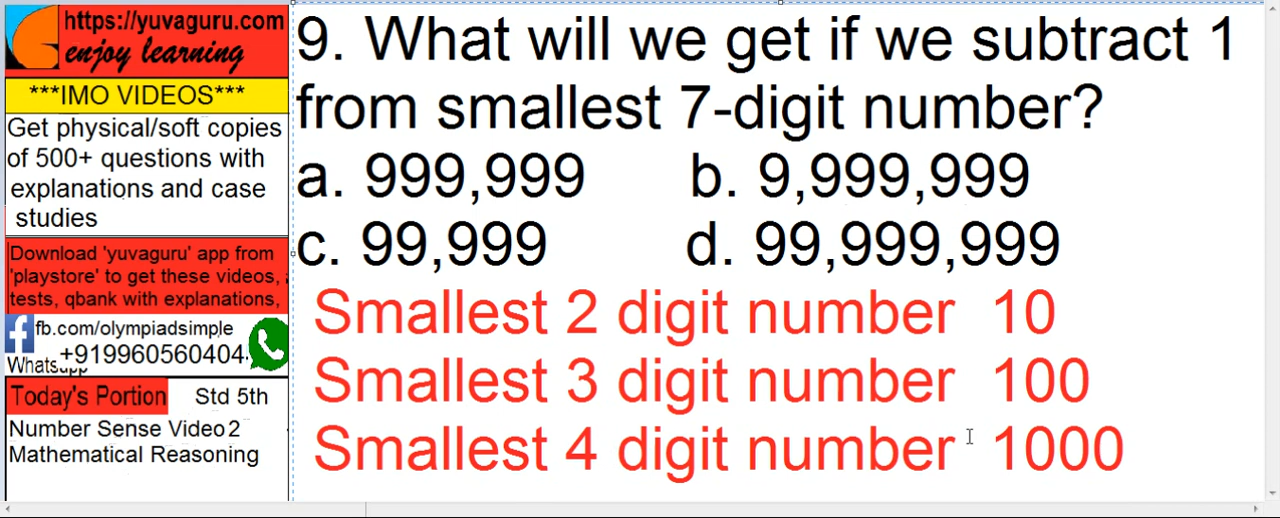 https://yuvaguru.com
enjoy learning
***IMO VIDEOS***
Get physical/soft copies
of 500+ questions with
explanations and case
studies
Download 'yuvaguru' app from
'playstore' to get these videos,
tests, qbank with explanations,
fb.com/olympiadsimple
+919960560404
Whatsupp
Today's Portion Std 5th
Number Sense Video2
Mathematical Reasoning
9. What will we get if we subtract 1
from smallest 7-digit number?
a. 999,999 b. 9,999,999
c. 99,999 d. 99,999,999
Smallest 2 digit number 10
Smallest 3 digit number 100
Smallest 4 digit number 1000